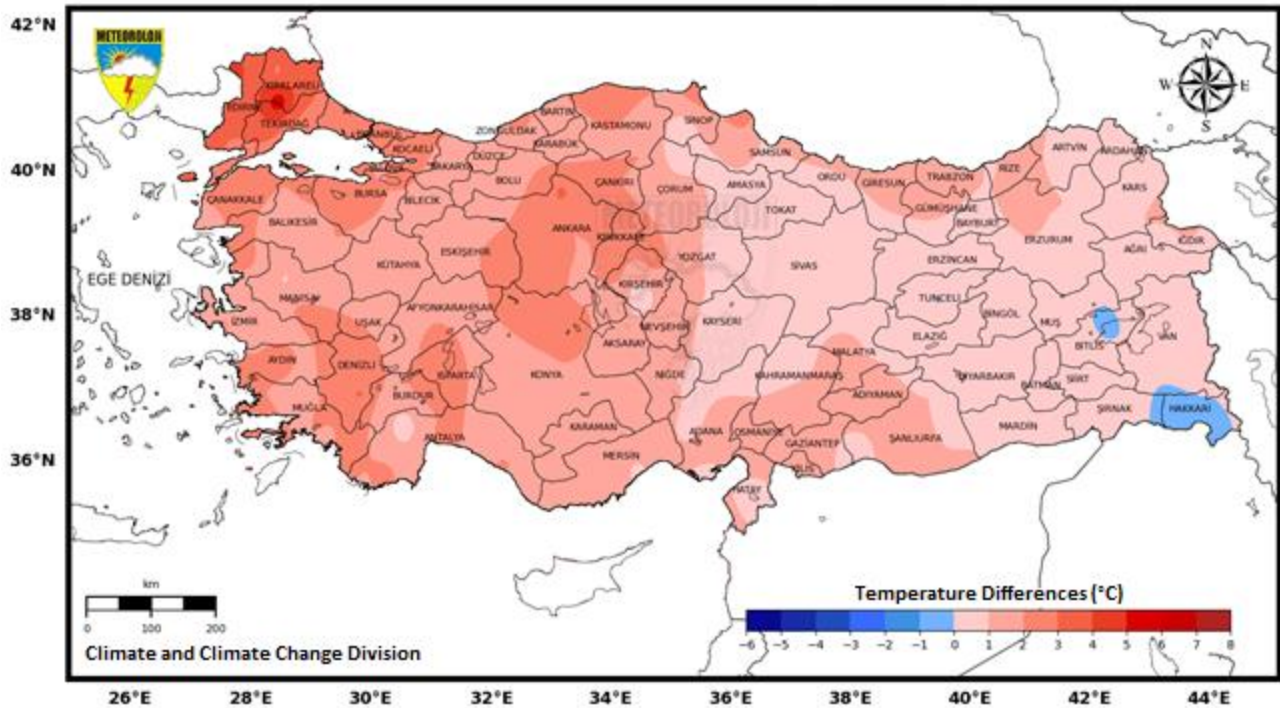 42°N
METEOROLOJİ
N
W E
S
KIRKLARELİ
EDİRNE
TEKİRDAĞ
İSTANBUL
KOCAELİ
ZONGULDAK
BARTIN
KASTAMONU
SİNOP
KARABÜK
DÜZCE
SAKARYA
SAMSUN
ARTVİN
ARDAHAN
40°N
ÇANAKKALE
BURSA
BİLECİK
BOLU
ÇANKIRI
ÇORUM
AMASYA
ORDU
GİRESUN
TRABZON
RİZE
KARS
TOKAT
GÜMÜŞHANE
BAYBURT
BALIKESİR
ESKİŞEHİR
ANKARA
KIRIKKALE
METEOROLOJİ
ERZURUM
AĞRI
IĞDIR
EGE DENİZİ
KÜTAHYA
YOZGAT
SİVAS
ERZİNCAN
KIRŞEHİR
MANİSA
AFYONKARAHİSAR
TUNCELİ
38°N
İZMİR
UŞAK
NEVŞEHİR
KAYSERİ
BİNGÖL
MUŞ
ELAZIĞ
BİTLİS
VAN
AYDIN
DENİZLİ
ISPARTA
KONYA
AKSARAY
NİĞDE
MALATYA
KAHRAMANMARAŞ
DİYARBAKIR
BATMAN
SİİRT
BURDUR
MUĞLA
ADIYAMAN
ŞIRNAK
HAKKARİ
ANTALYA
KARAMAN
ADANA
OSMANİYE
GAZİANTEP
ŞANLIURFA
MARDİN
36°N
MERSİN
KİLİS
HATAY
km
0 100 200
Climate and Climate Change Division
Temperature Differences (°C)
−6 −5 −4 −3 −2 −1 0 1 2 3 4 5 6 7 8
26°E 28°E 30°E 32°E 34°E 36°E 38°E 40°E 42°E 44°E